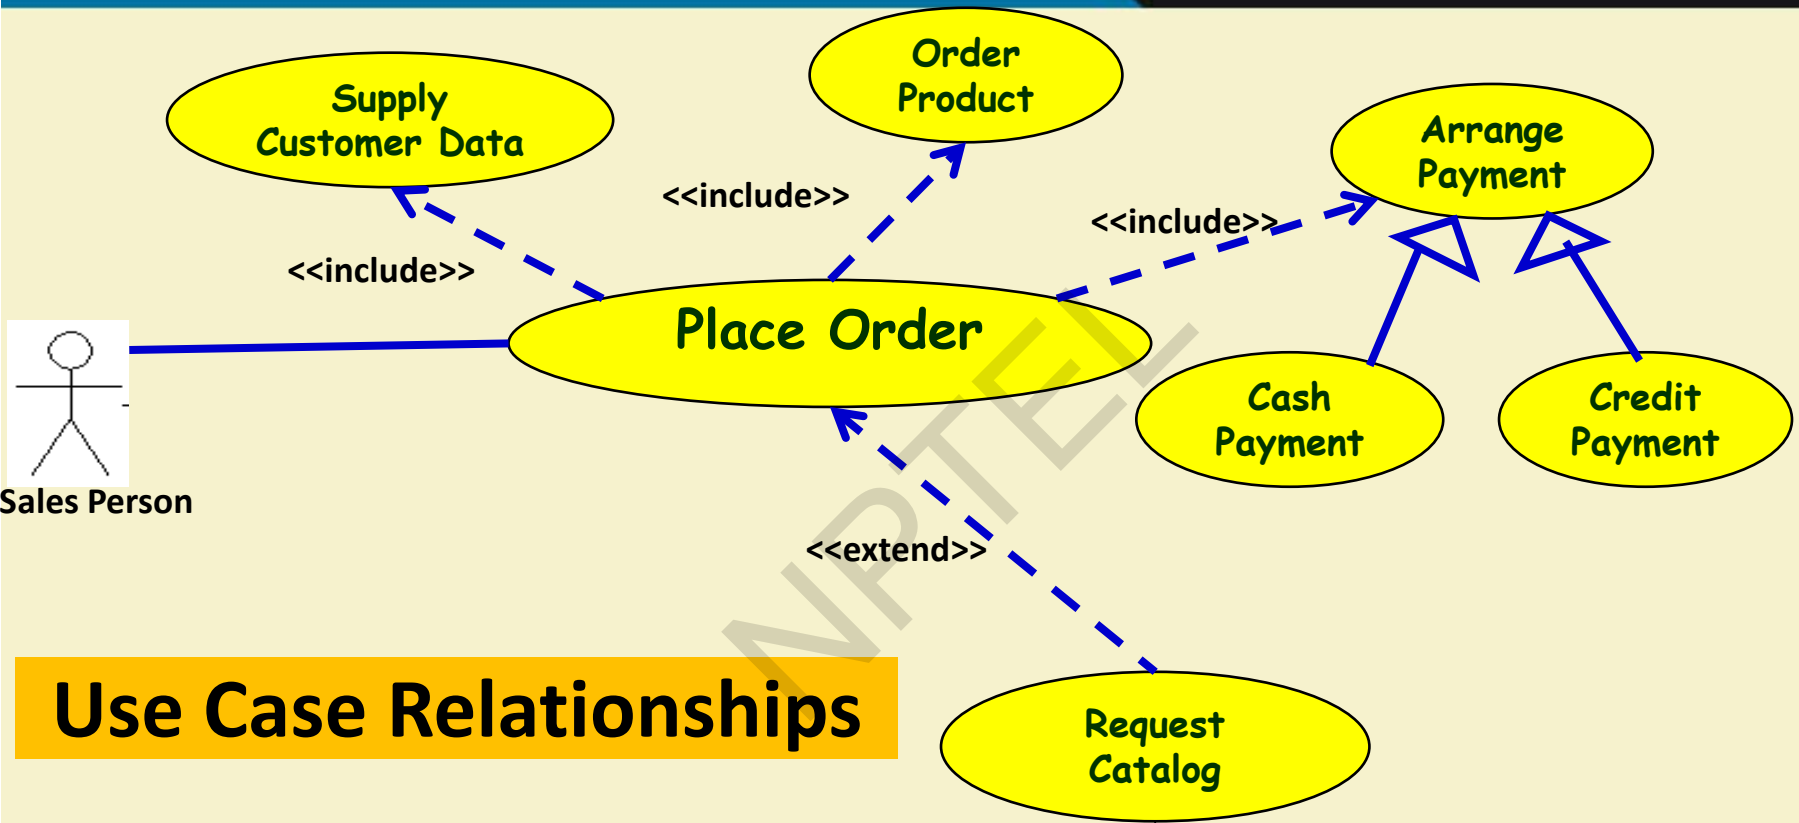 Order
Product
Supply
Customer Data
Arrange
Payment
<<include>>
<<include>>
<<include>>
Place Order
Cash
Payment
Credit
Payment
Sales Person
<<extend>>
Use Case Relationships
Request
Catalog
NPTEL